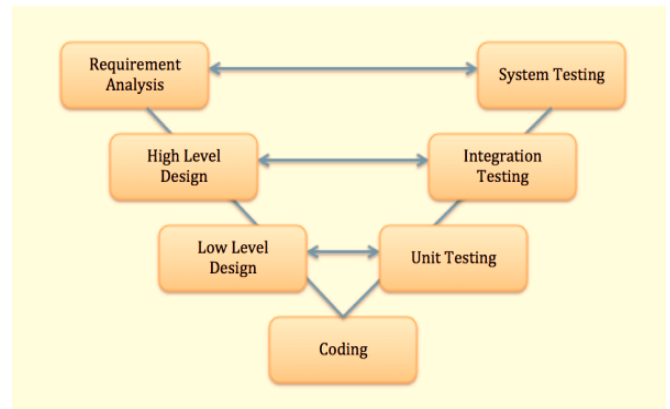 Requirement
Analysis
System Testing
High Level
Design
Integration
Testing
Low Level
Design
Unit Testing
Coding